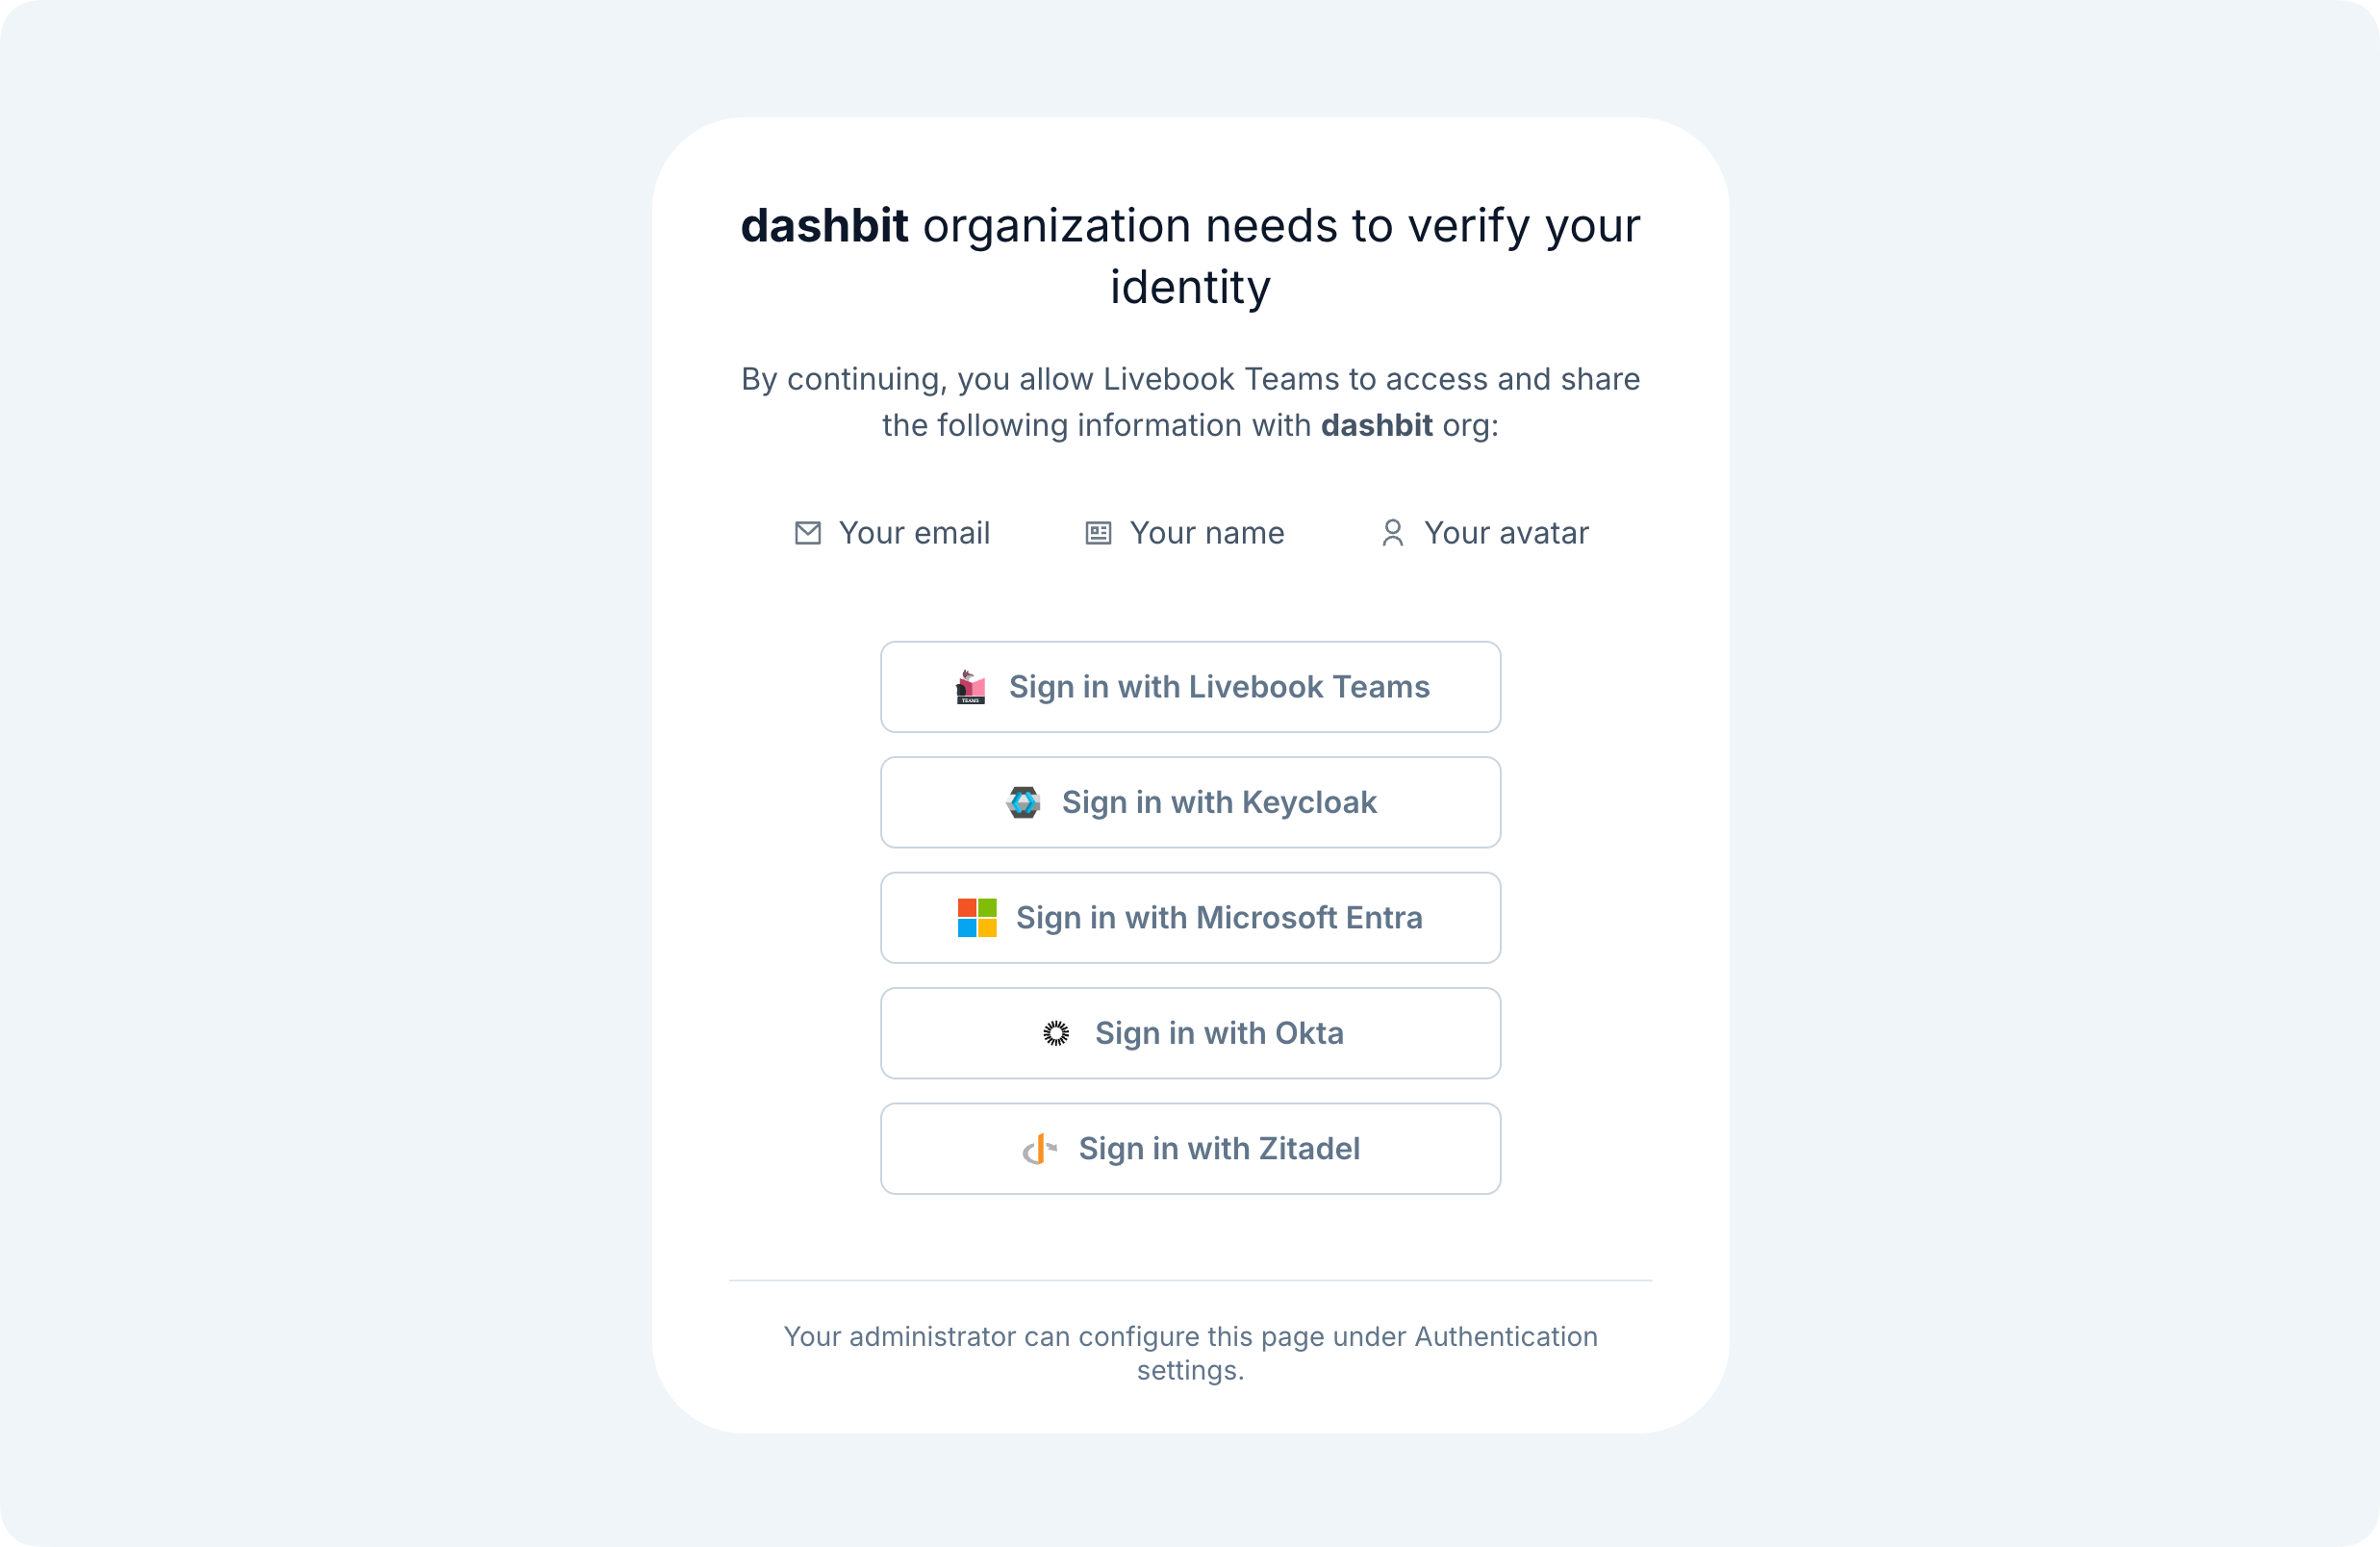 dashbit organization needs to verify your
identity
By continuing, you allow Livebook Teams to access and share
the following information with dashbit org:
Your email
Your name
Your avatar
TEAMS
Sign in with Livebook Teams
Sign in with Keycloak
Sign in with Microsoft Entra
Sign in with Okta
Sign in with Zitadel
Your administrator can configure this page under Authentication
settings.